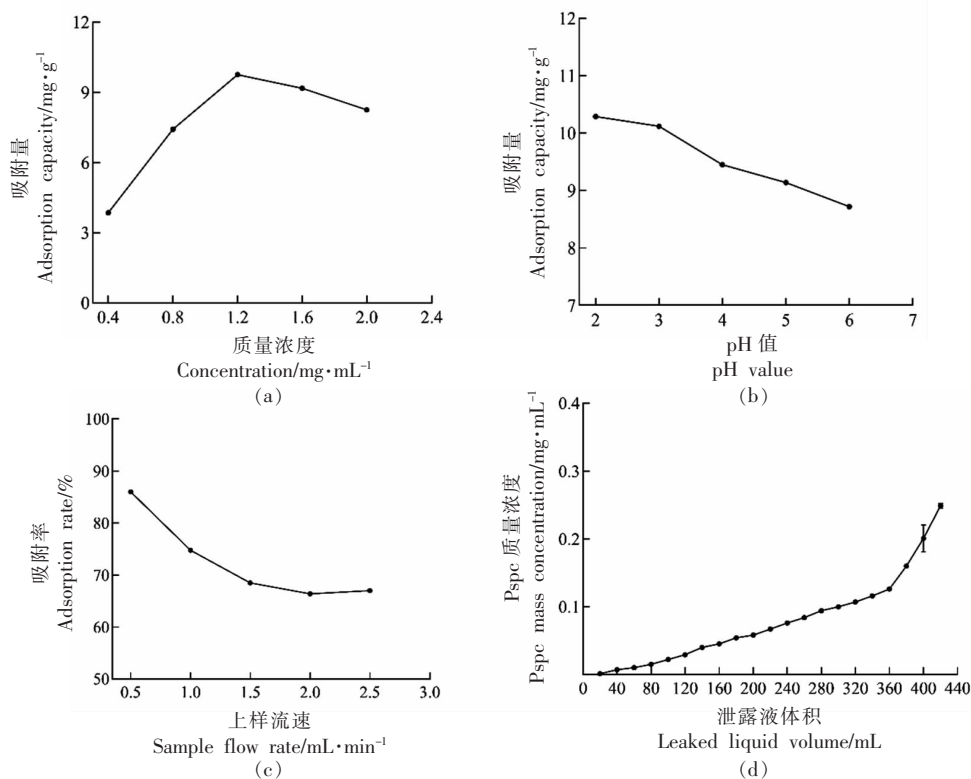 12
9
6
3
0
吸附量
Adsorption capacity/mg·g⁻¹
0.4 0.8 1.2 1.6 2.0 2.4
质量浓度
Concentration/mg·mL⁻¹
(a)
12
11
10
9
8
7
吸附量
Adsorption capacity/mg·g⁻¹
2 3 4 5 6 7
pH 值
pH value
(b)
100
90
80
70
60
50
吸附率
Adsorption rate/%
0.5 1.0 1.5 2.0 2.5 3.0
上样流速
Sample flow rate/mL·min⁻¹
(c)
0.4
0.3
0.2
0.1
Pspc 质量浓度
Pspc mass concentration/mg·mL⁻¹
0 40 80 120 160 200 240 280 320 360 400 440
泄露液体积
Leaked liquid volume/mL
(d)